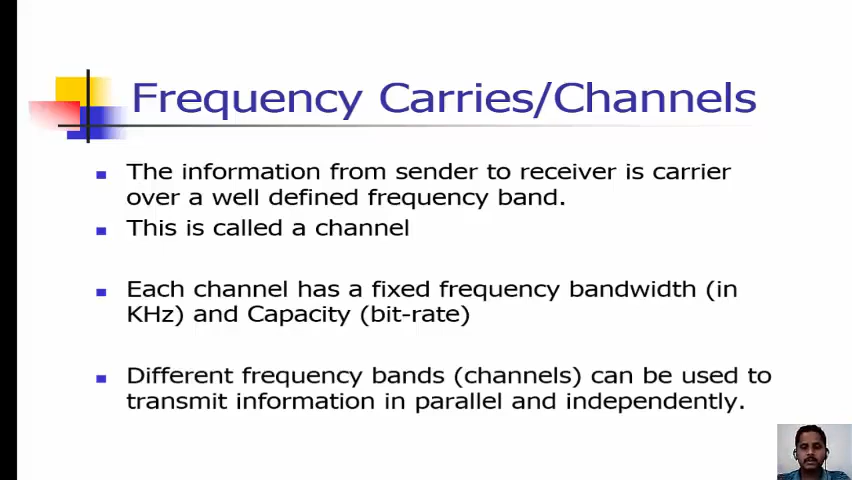 Frequency Carries/Channels
The information from sender to receiver is carrier
over a well defined frequency band.
This is called a channel
Each channel has a fixed frequency bandwidth (in
KHz) and Capacity (bit-rate)
Different frequency bands (channels) can be used to
transmit information in parallel and independently.